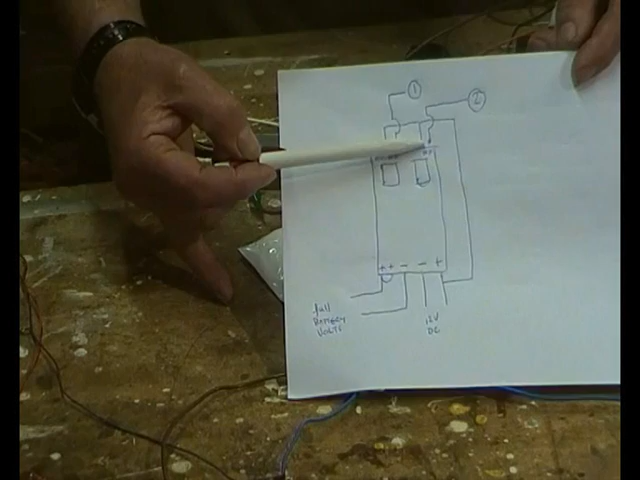 1
2
+ + − − +
full
BATTERY
VOLTS
12V
DC